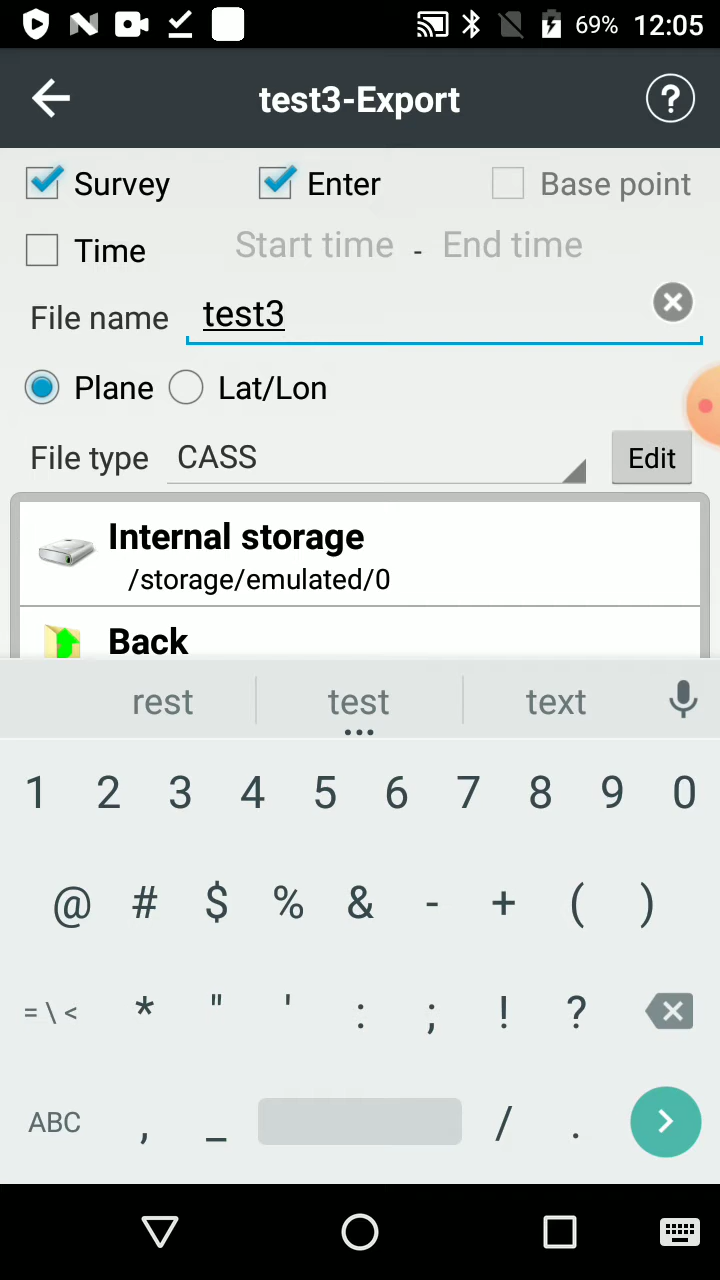 69% 12:05
test3-Export ?
Survey Enter Base point
Time Start time - End time
File name test3
Plane Lat/Lon
File type CASS Edit
Internal storage
/storage/emulated/0
Back
rest test text
1 2 3 4 5 6 7 8 9 0
@ # $ % & - + ( )
= \ < * " ' : ; ! ?
ABC , _ / .